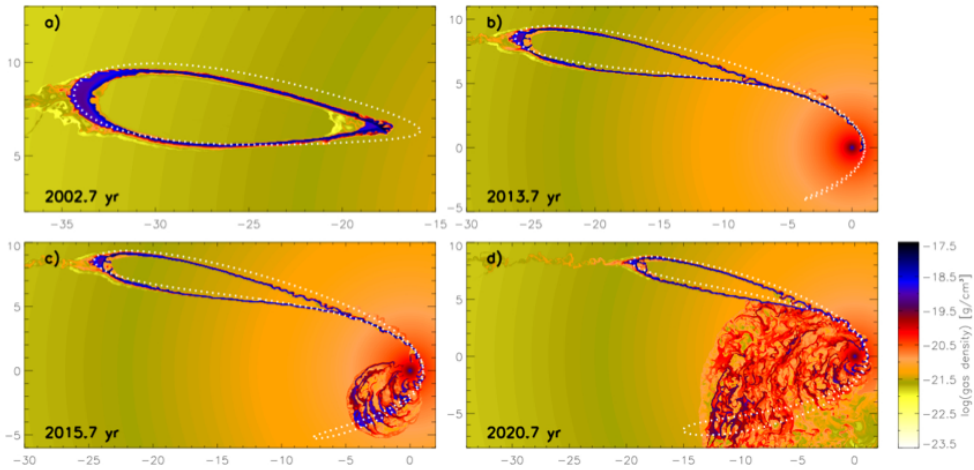 a)
10
5
2002.7 yr
−35 −30 −25 −20 −15
b)
10
5
0
−5
2013.7 yr
−30 −25 −20 −15 −10 −5 0
c)
10
5
0
−5
2015.7 yr
−30 −25 −20 −15 −10 −5 0
d)
10
5
0
−5
2020.7 yr
−30 −25 −20 −15 −10 −5 0
−17.5
−18.5
−19.5
−20.5
−21.5
−22.5
−23.5
log(gas density) [g/cm³]